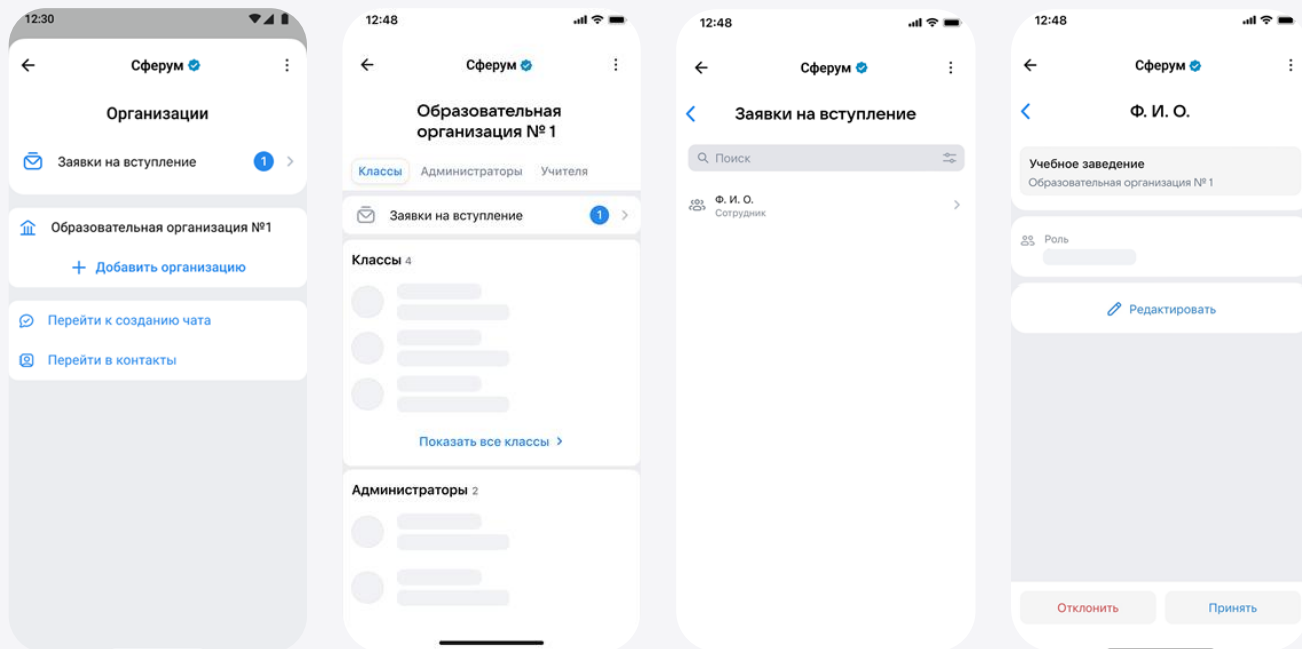 12:30
Сферум
Организации
Заявки на вступление 1
Образовательная организация №1
+ Добавить организацию
Перейти к созданию чата
Перейти в контакты
12:48
Сферум
Образовательная
организация № 1
Классы Администраторы Учителя
Заявки на вступление 1
Классы 4
Показать все классы
Администраторы 2
12:48
Сферум
Заявки на вступление
Поиск
Ф. И. О.
Сотрудник
12:48
Сферум
Ф. И. О.
Учебное заведение
Образовательная организация № 1
Роль
Редактировать
Отклонить Принять